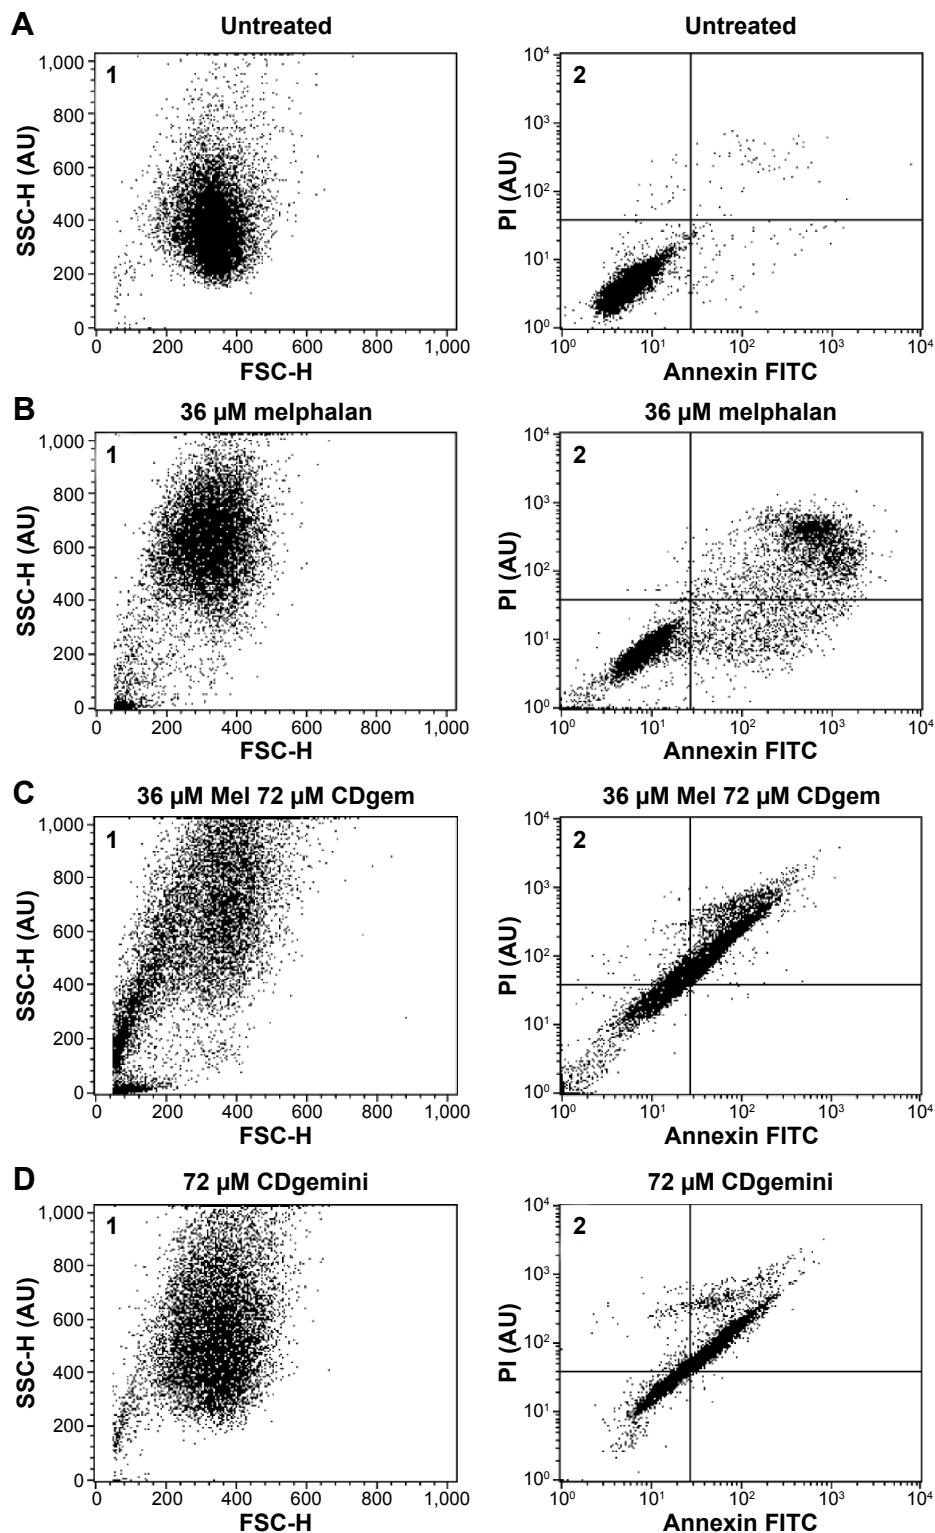 A
Untreated
Untreated
1
1,000
800
600
400
200
0
SSC-H (AU)
0 200 400 600 800 1,000
FSC-H
2
10⁴
10³
10²
10¹
10⁰
PI (AU)
10⁰ 10¹ 10² 10³ 10⁴
Annexin FITC
B
36 µM melphalan
36 µM melphalan
1
1,000
800
600
400
200
0
SSC-H (AU)
0 200 400 600 800 1,000
FSC-H
2
10⁴
10³
10²
10¹
10⁰
PI (AU)
10⁰ 10¹ 10² 10³ 10⁴
Annexin FITC
C
36 µM Mel 72 µM CDgem
36 µM Mel 72 µM CDgem
1
1,000
800
600
400
200
0
SSC-H (AU)
0 200 400 600 800 1,000
FSC-H
2
10⁴
10³
10²
10¹
10⁰
PI (AU)
10⁰ 10¹ 10² 10³ 10⁴
Annexin FITC
D
72 µM CDgemini
72 µM CDgemini
1
1,000
800
600
400
200
0
SSC-H (AU)
0 200 400 600 800 1,000
FSC-H
2
10⁴
10³
10²
10¹
10⁰
PI (AU)
10⁰ 10¹ 10² 10³ 10⁴
Annexin FITC